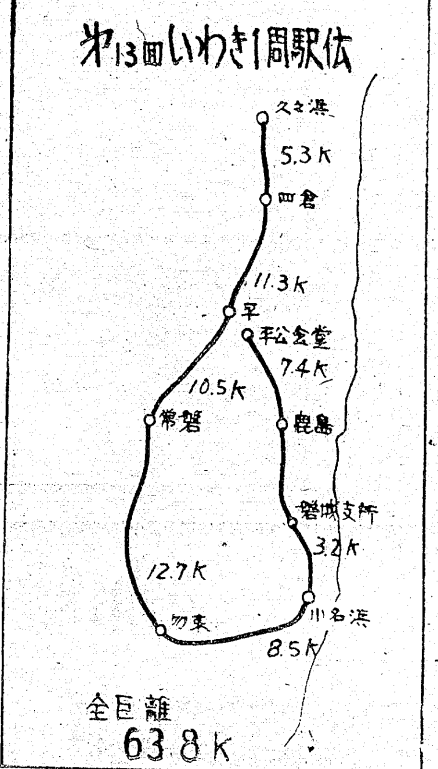 第13回いわき1周駅伝
久之浜
5.3K
四倉
11.3K
平
平公会堂
7.4K
10.5K
常磐
鹿島
磐城支所
3.2K
12.7K
勿来
小名浜
8.5K
全巨離
63.8K